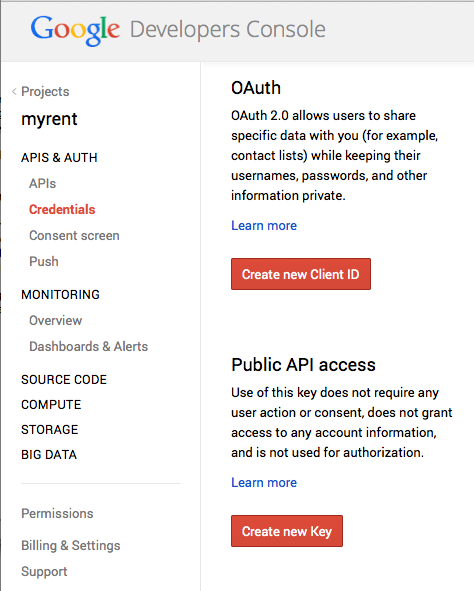 Google Developers Console
< Projects
myrent
APIS & AUTH
APIs
Credentials
Consent screen
Push
MONITORING
Overview
Dashboards & Alerts
SOURCE CODE
COMPUTE
STORAGE
BIG DATA
Permissions
Billing & Settings
Support
OAuth
OAuth 2.0 allows users to share
specific data with you (for example,
contact lists) while keeping their
usernames, passwords, and other
information private.
Learn more
Create new Client ID
Public API access
Use of this key does not require any
user action or consent, does not grant
access to any account information,
and is not used for authorization.
Learn more
Create new Key